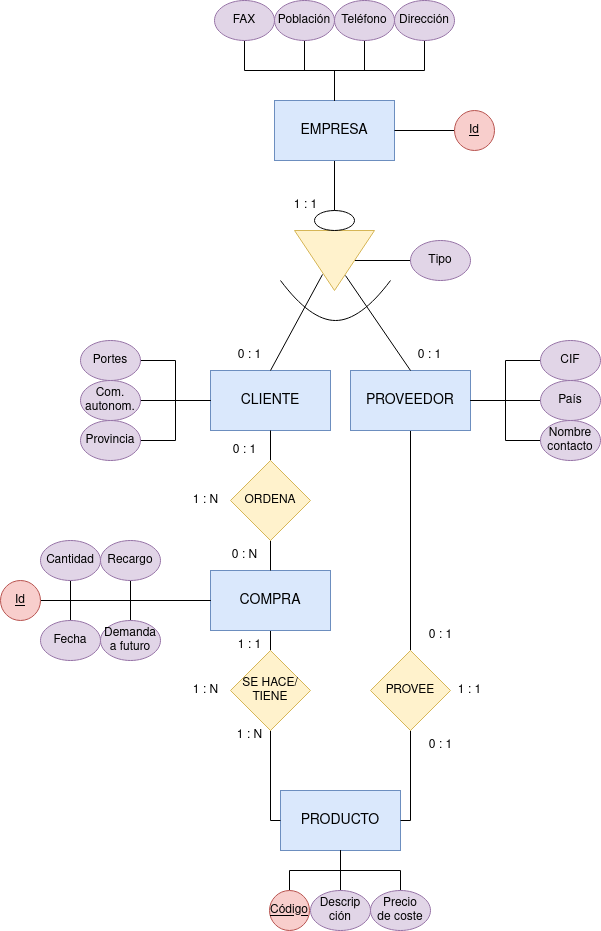 FAX
Población
Teléfono
Dirección
EMPRESA
Id
1 : 1
Tipo
0 : 1
0 : 1
Portes
CLIENTE
PROVEEDOR
CIF
Com.
autonom.
País
Provincia
Nombre
contacto
0 : 1
1 : N
ORDENA
0 : N
Cantidad
Recargo
Id
COMPRA
Fecha
Demanda
a futuro
1 : 1
0 : 1
1 : N
SE HACE/
TIENE
PROVEE
1 : 1
1 : N
0 : 1
PRODUCTO
Código
Descrip
ción
Precio
de coste